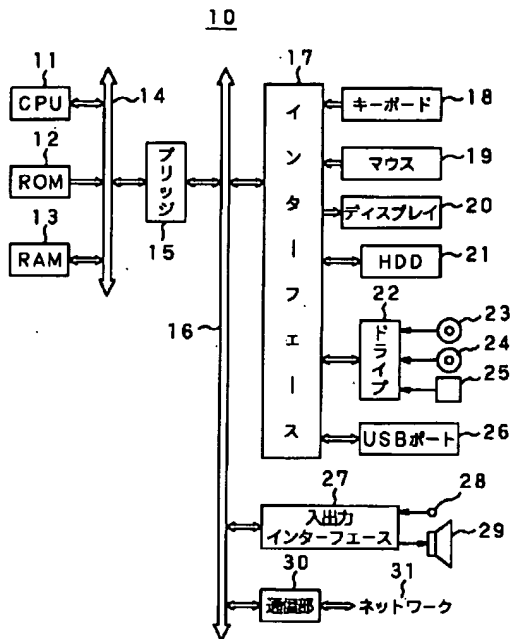 10
11
CPU
12
ROM
13
RAM
14
ブリッジ
15
16
17
インターフェース
キーボード 18
マウス 19
ディスプレイ 20
HDD 21
22
ドライブ
23
24
25
USBポート 26
27
入出力
インターフェース
28
29
30
通信部
31
ネットワーク